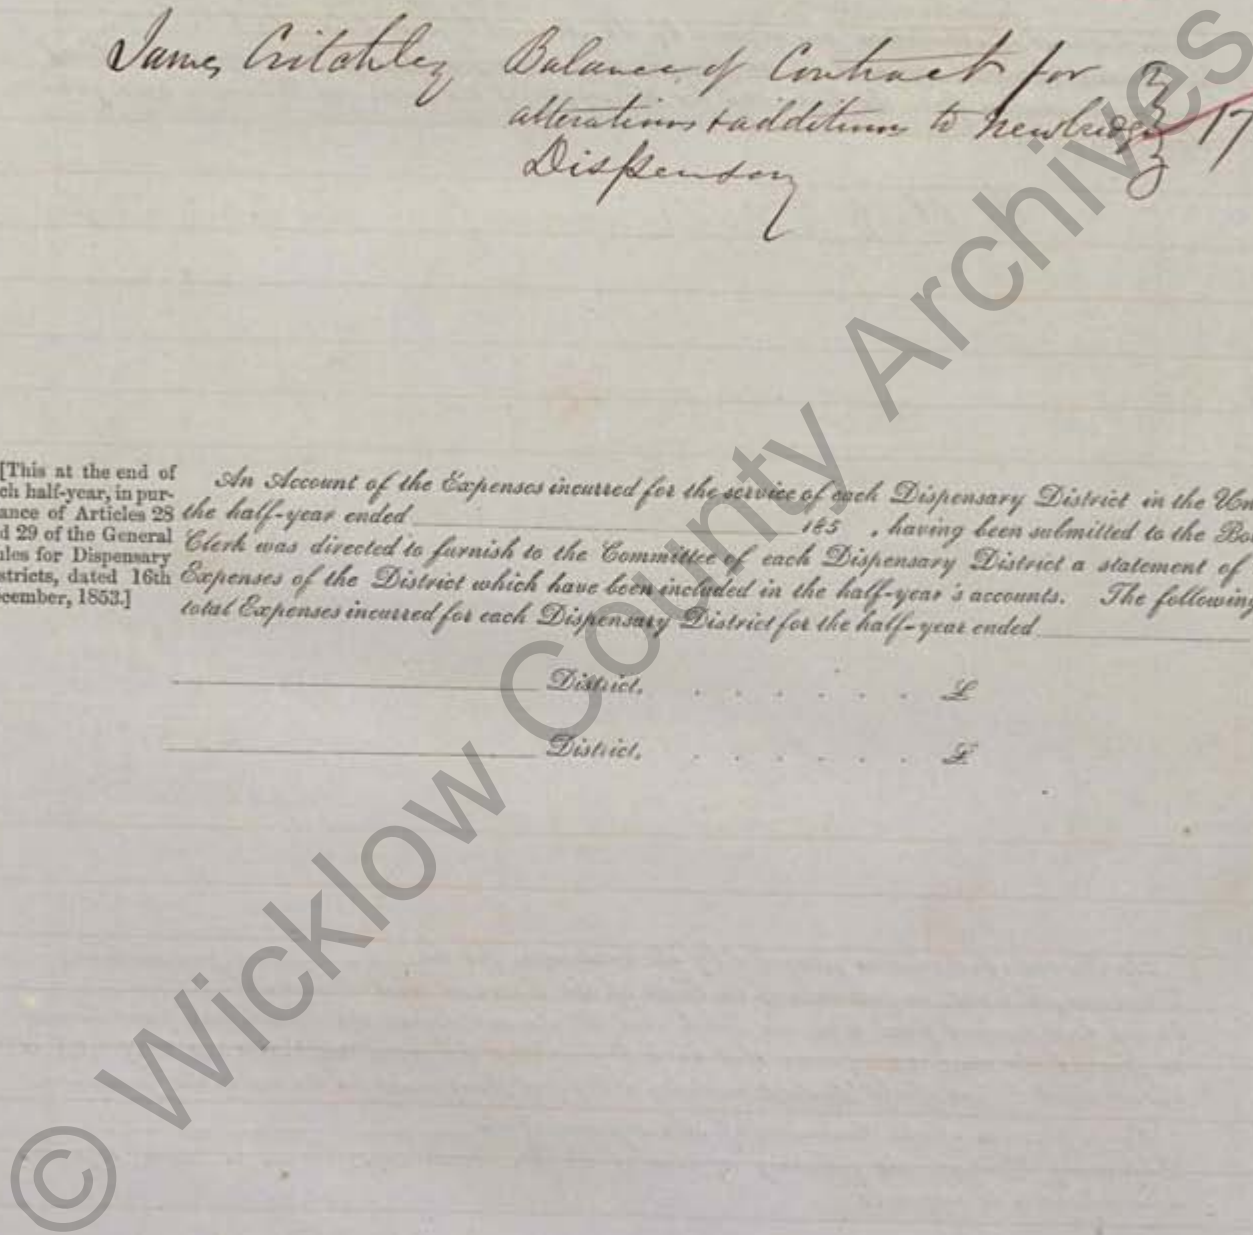 James Critchley Balance of Contract for
alterations & additions to Newbridge 17
Dispensary
[This at the end of
ch half-year, in pur-
ance of Articles 28
d 29 of the General
les for Dispensary
stricts, dated 16th
cember, 1853.]
An Account of the Expenses incurred for the service of each Dispensary District in the Un
the half-year ended 185 , having been submitted to the Bo
Clerk was directed to furnish to the Committee of each Dispensary District a statement of
Expenses of the District which have been included in the half-year's accounts. The following
total Expenses incurred for each Dispensary District for the half-year ended
District. . . . . . . £
District. . . . . . . £
© Wicklow County Archives